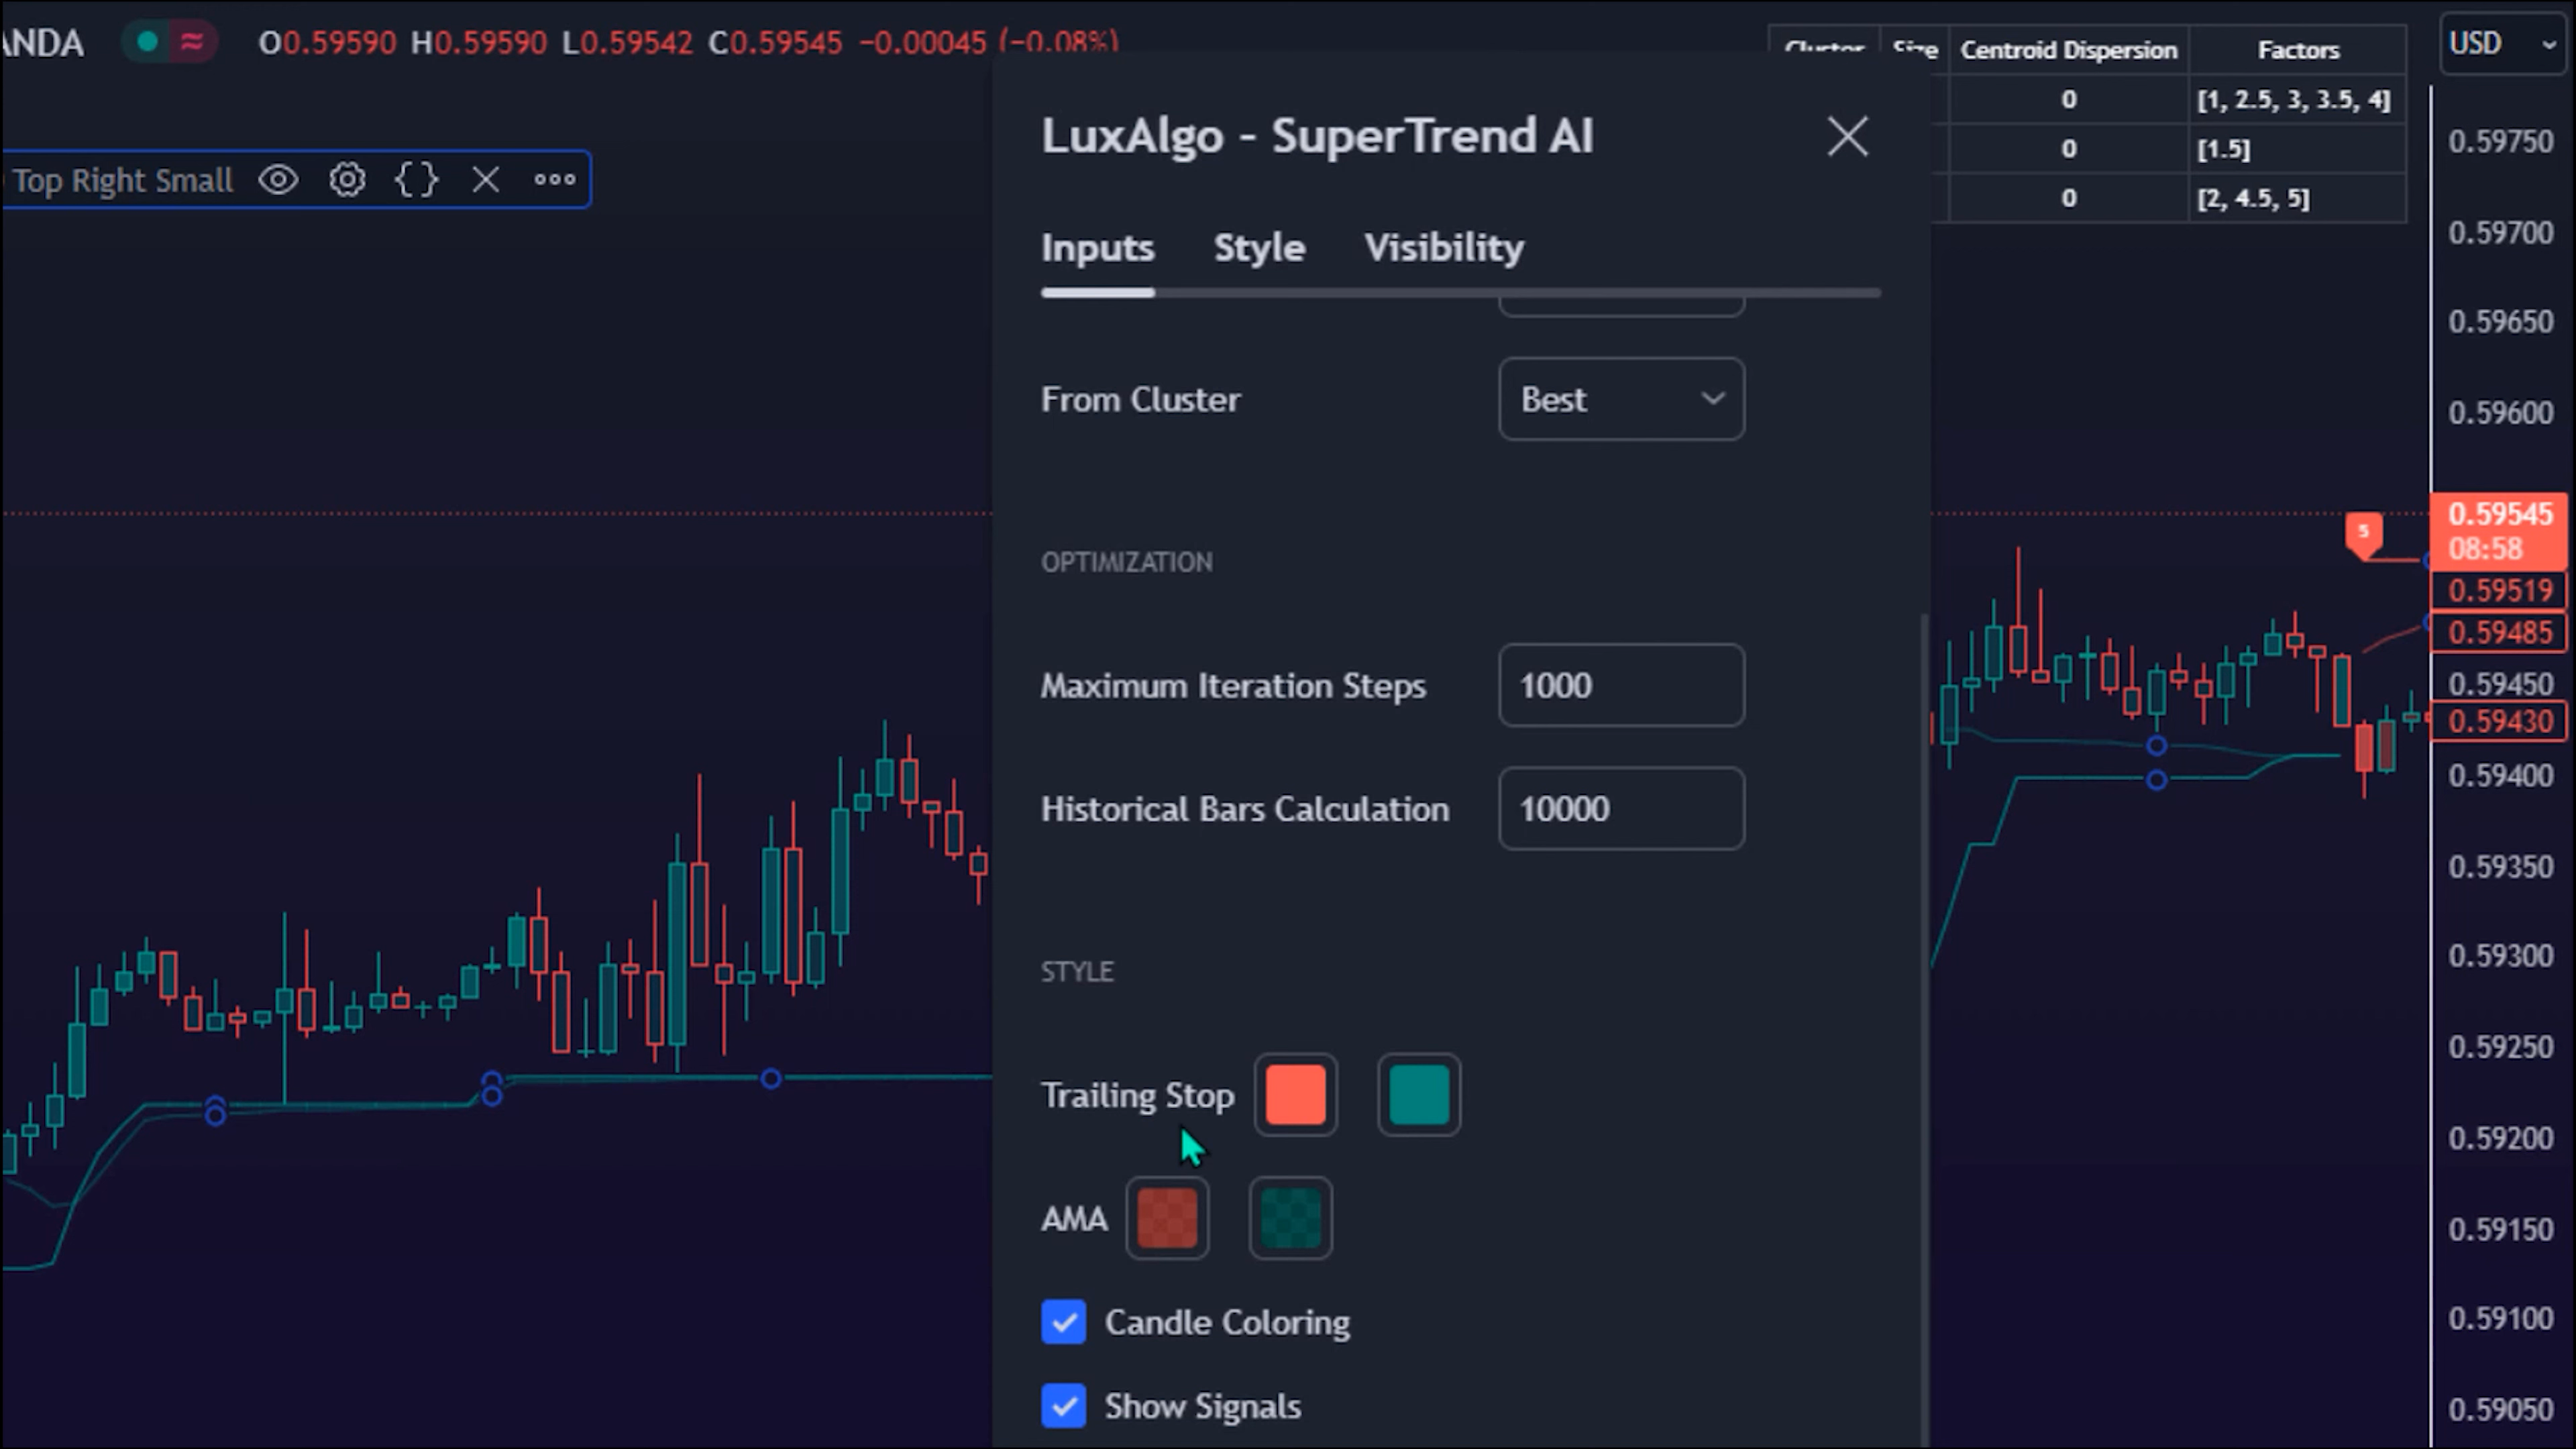 ANDA O0.59590 H0.59590 L0.59542 C0.59545 −0.00045 (−0.08%)
Top Right Small
Cluster Size Centroid Dispersion Factors
0 [1, 2.5, 3, 3.5, 4]
0 [1.5]
0 [2, 4.5, 5]
USD
LuxAlgo - SuperTrend AI
Inputs Style Visibility
From Cluster Best
OPTIMIZATION
Maximum Iteration Steps 1000
Historical Bars Calculation 10000
STYLE
Trailing Stop
AMA
Candle Coloring
Show Signals
S
0.59750
0.59700
0.59650
0.59600
0.59545
08:58
0.59519
0.59485
0.59450
0.59430
0.59400
0.59350
0.59300
0.59250
0.59200
0.59150
0.59100
0.59050